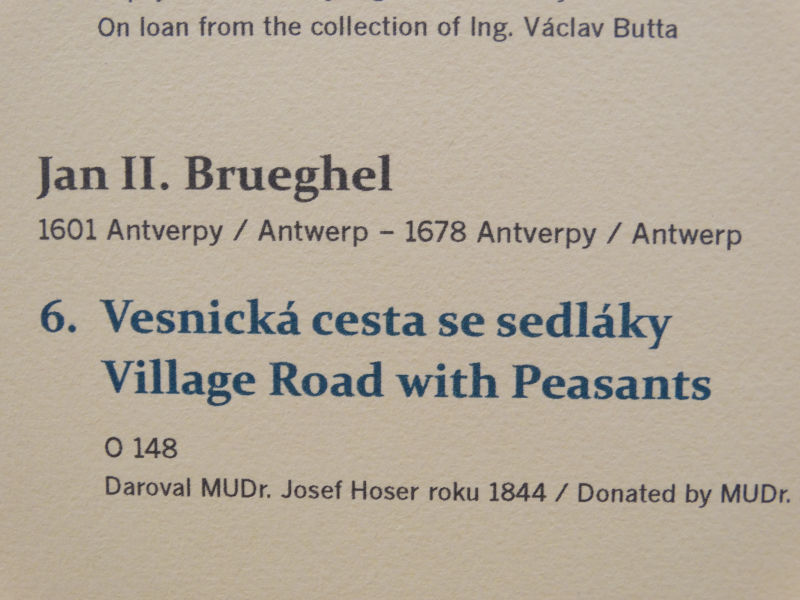 On loan from the collection of Ing. Václav Butta
Jan II. Brueghel
1601 Antverpy / Antwerp – 1678 Antverpy / Antwerp
6. Vesnická cesta se sedláky
Village Road with Peasants
O 148
Daroval MUDr. Josef Hoser roku 1844 / Donated by MUDr.